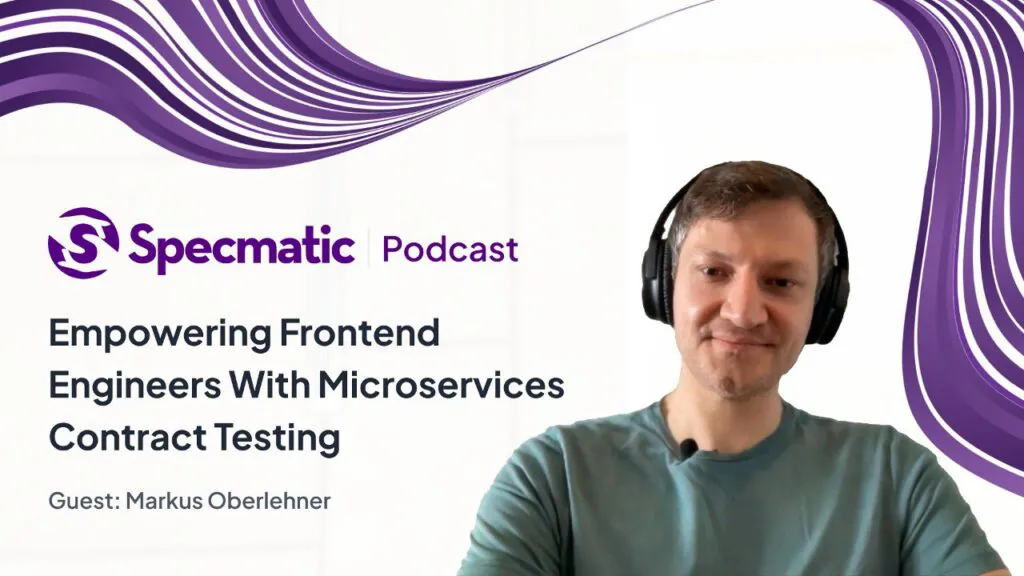 Specmatic Podcast
Empowering Frontend
Engineers With Microservices
Contract Testing
Guest: Markus Oberlehner